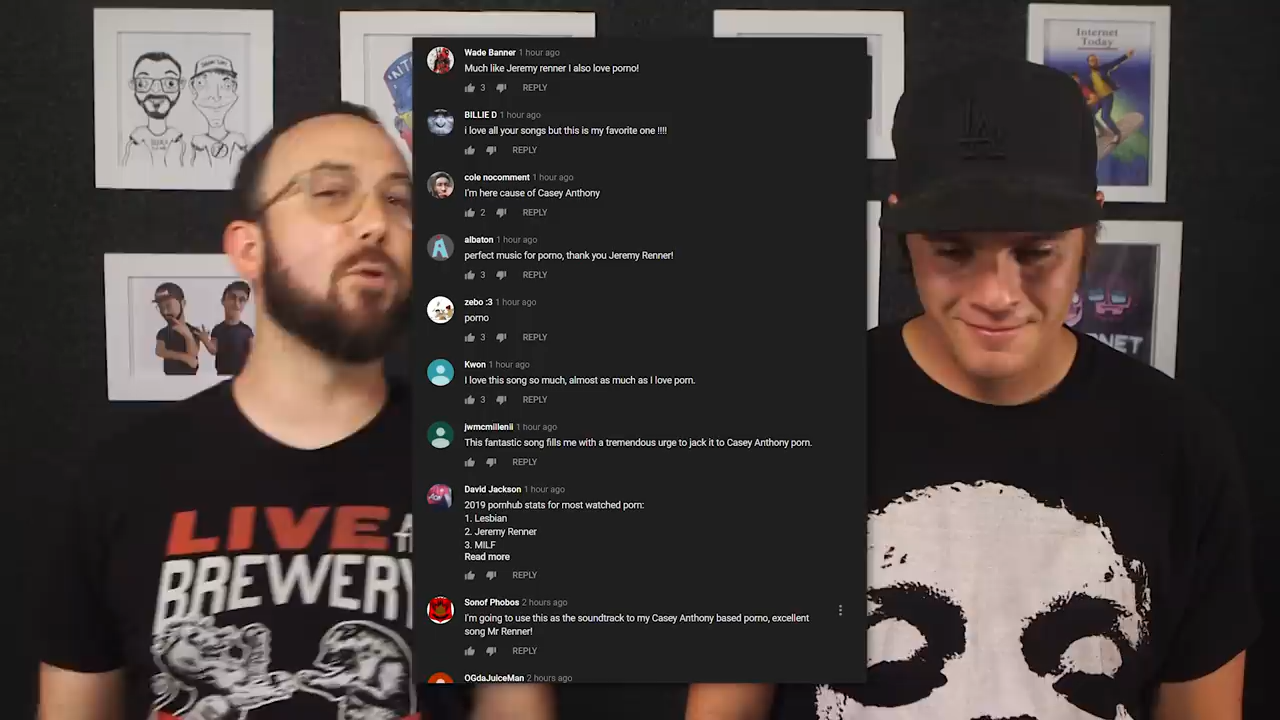 Internet
Today
Wade Banner 1 hour ago
Much like Jeremy renner I also love porno!
3 REPLY
BILLIE D 1 hour ago
i love all your songs but this is my favorite one !!!!
REPLY
cole nocomment 1 hour ago
I'm here cause of Casey Anthony
2 REPLY
albaton 1 hour ago
perfect music for porno, thank you Jeremy Renner!
3 REPLY
zebo :3 1 hour ago
porno
3 REPLY
Kwon 1 hour ago
I love this song so much, almost as much as I love porn.
3 REPLY
jwmcmillenii 1 hour ago
This fantastic song fills me with a tremendous urge to jack it to Casey Anthony porn.
REPLY
David Jackson 1 hour ago
2019 pornhub stats for most watched porn:
1. Lesbian
2. Jeremy Renner
3. MILF
Read more
REPLY
Sonof Phobos 2 hours ago
I'm going to use this as the soundtrack to my Casey Anthony based porno, excellent
song Mr Renner!
REPLY
OGdaJuiceMan 2 hours ago
LIVE
BREWERY